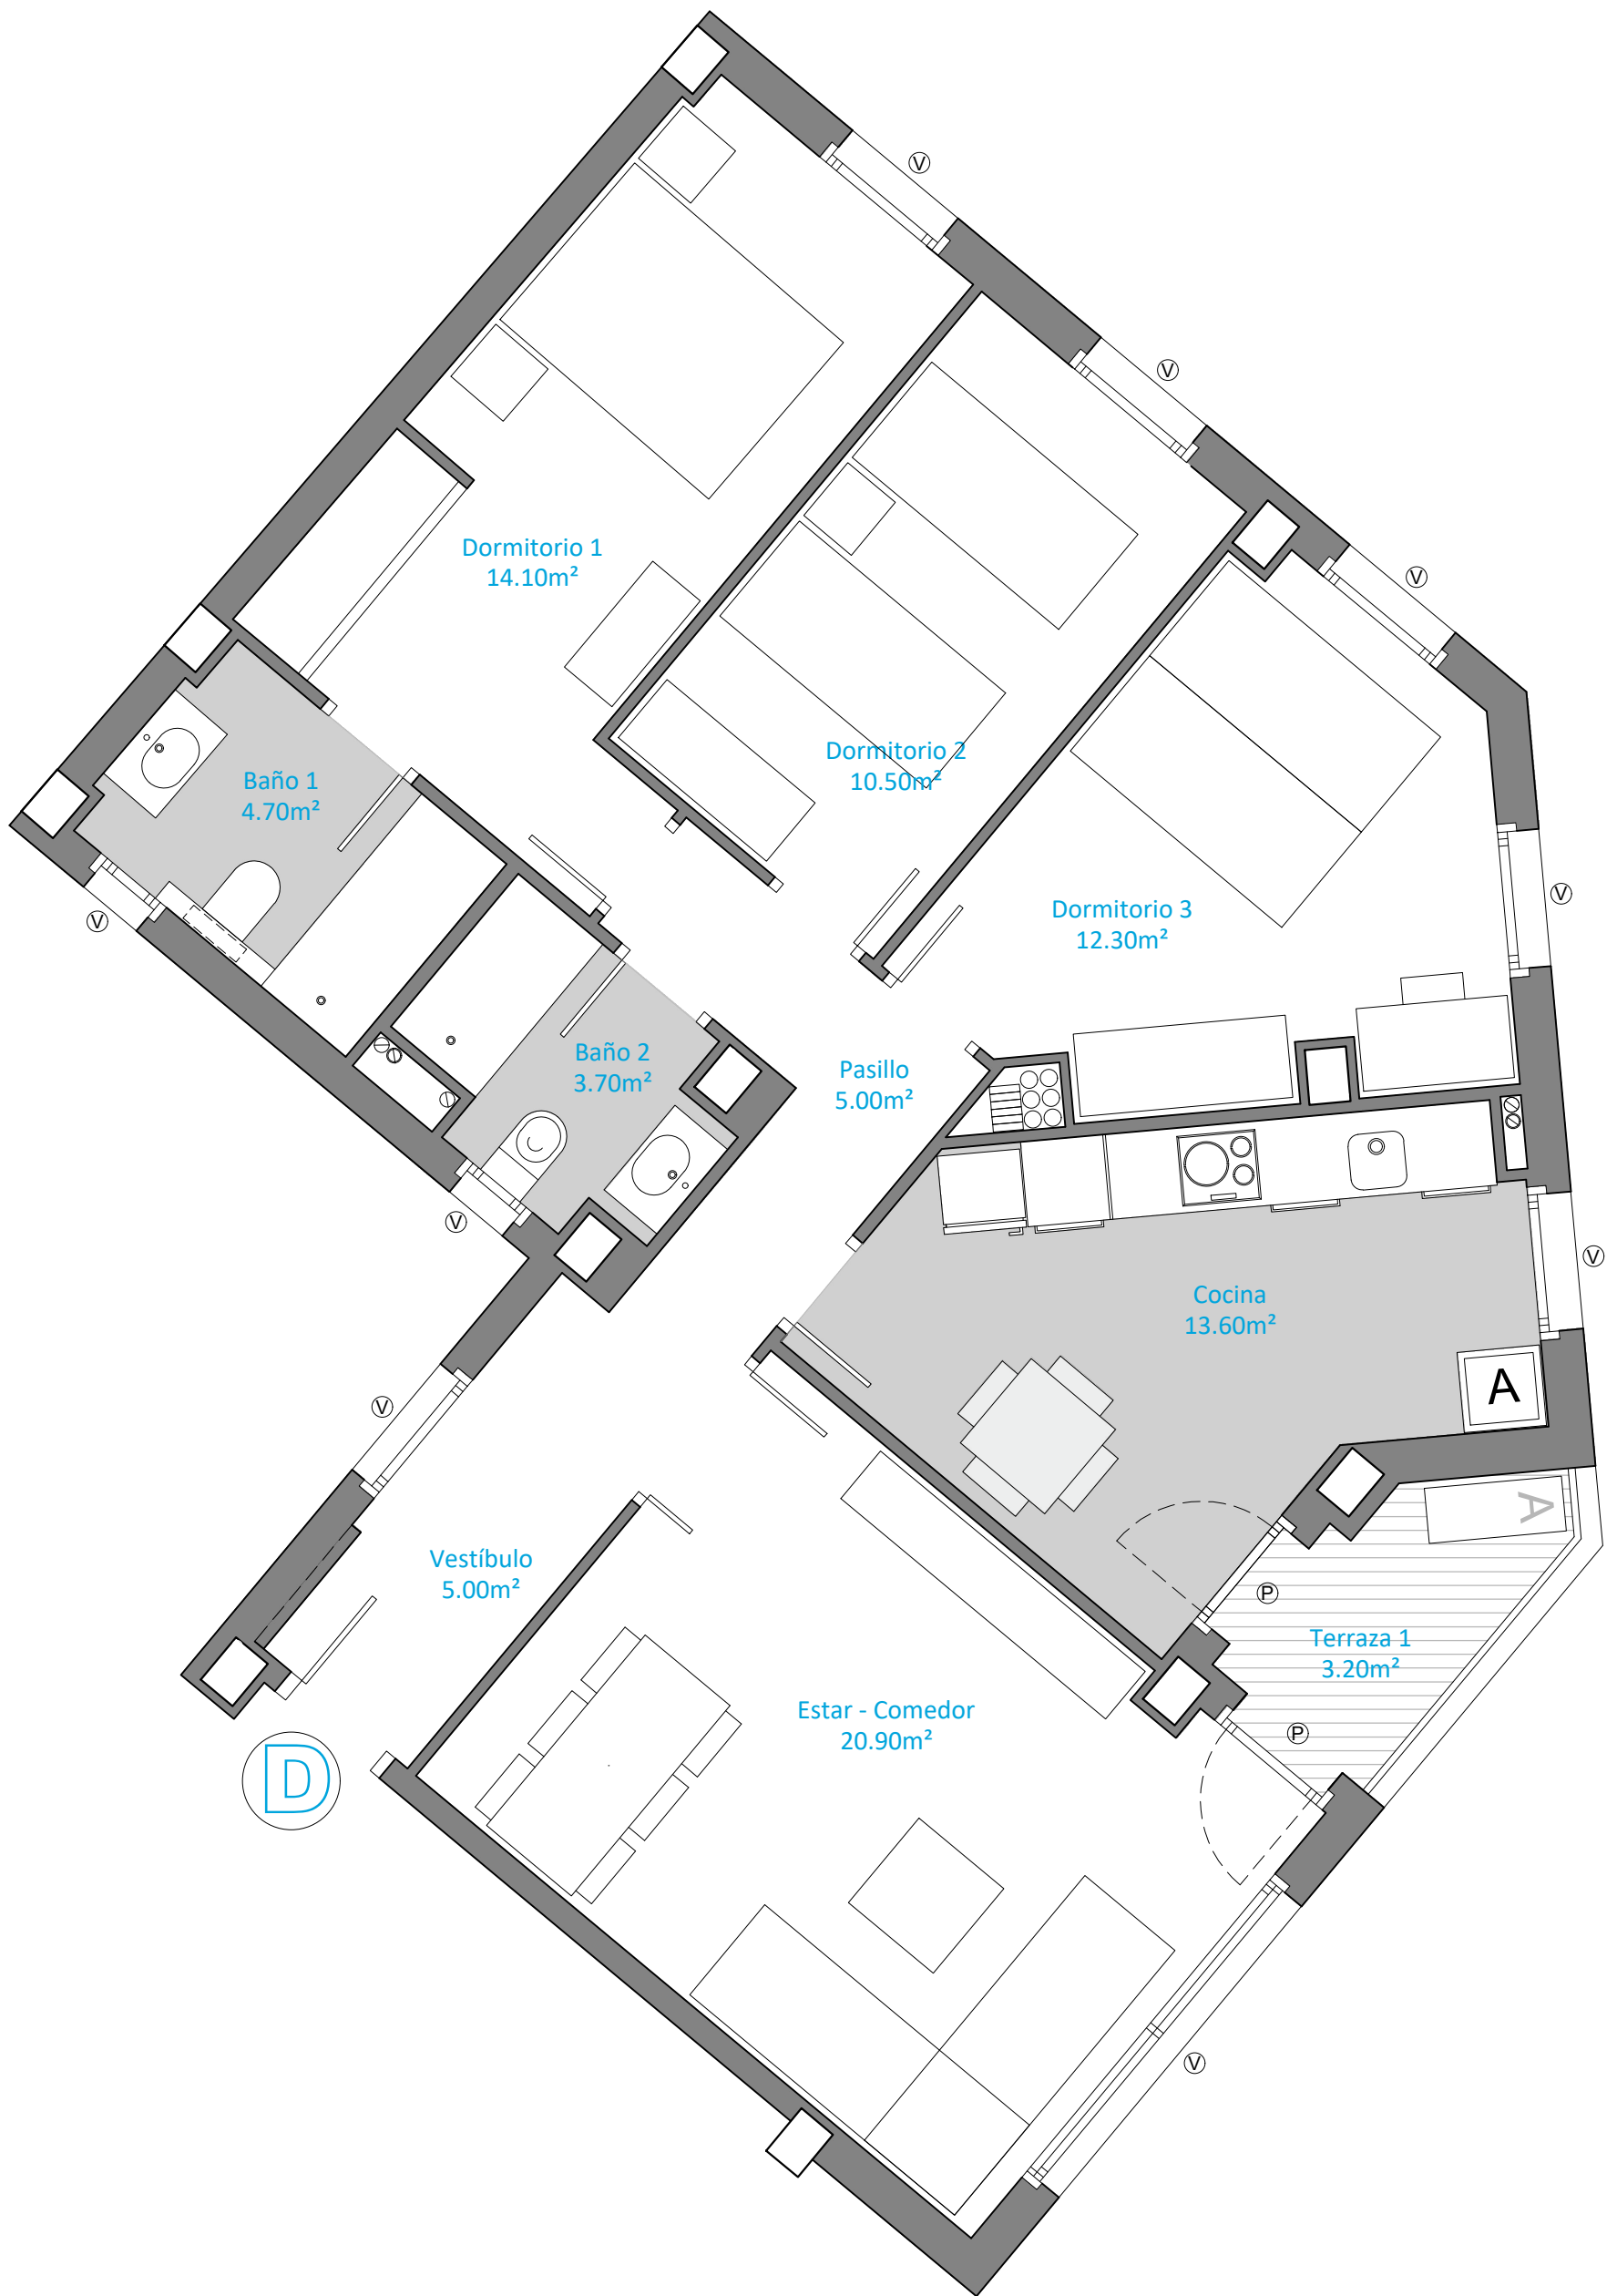 V
V
Dormitorio 1
14.10m²
V
Dormitorio 2
10.50m²
Baño 1
4.70m²
V
Dormitorio 3
12.30m²
V
Baño 2
3.70m²
Pasillo
5.00m²
V
V
Cocina
13.60m²
A
V
A
Vestíbulo
5.00m²
P
Terraza 1
3.20m²
Estar - Comedor
20.90m²
P
D
V